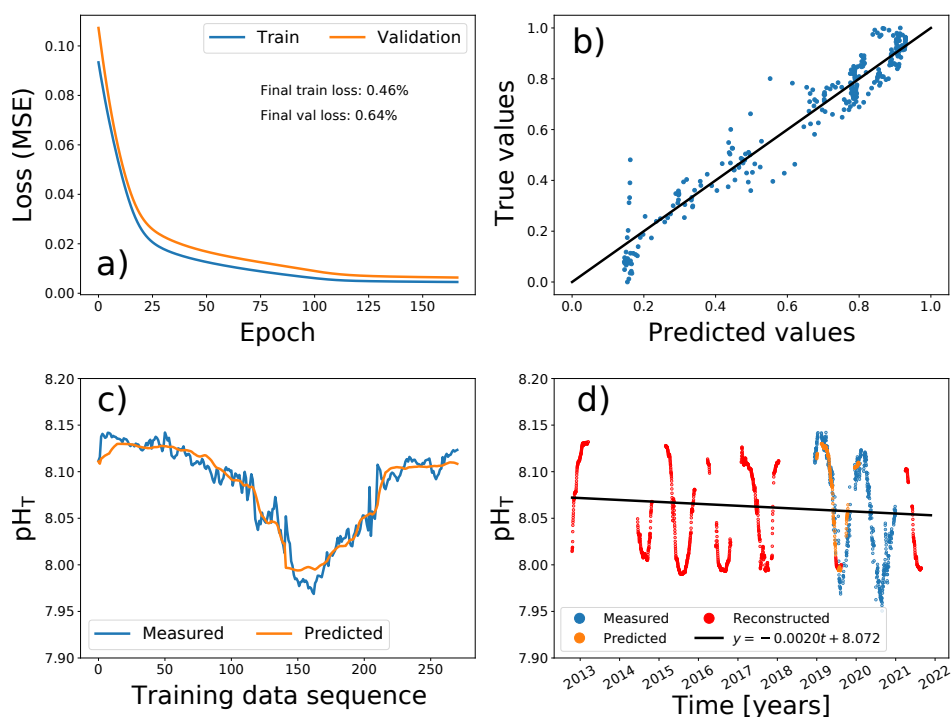 a)
Train
Validation
Final train loss: 0.46%
Final val loss: 0.64%
Loss (MSE)
0.10
0.08
0.06
0.04
0.02
0.00
0
25
50
75
100
125
150
Epoch
b)
True values
1.0
0.8
0.6
0.4
0.2
0.0
0.0
0.2
0.4
0.6
0.8
1.0
Predicted values
c)
pH_T
8.20
8.15
8.10
8.05
8.00
7.95
7.90
Measured
Predicted
0
50
100
150
200
250
Training data sequence
d)
pH_T
8.20
8.15
8.10
8.05
8.00
7.95
7.90
Measured
Predicted
Reconstructed
y = −0.0020t + 8.072
2013
2014
2015
2016
2017
2018
2019
2020
2021
2022
Time [years]